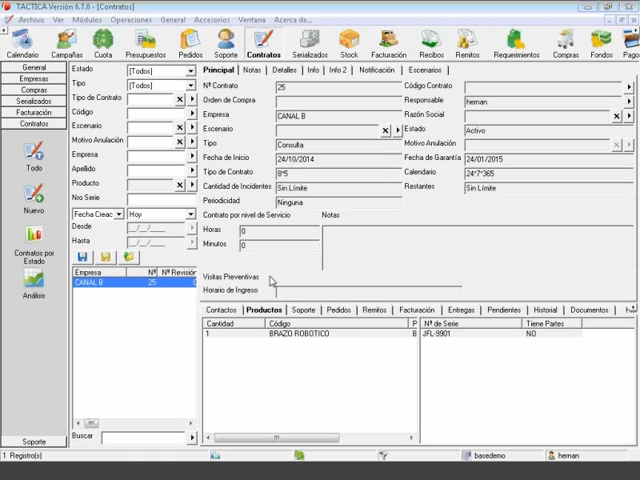 TACTICA Versión 6.7.0 - [Contratos]
Archivo Ver Módulos Operaciones General Accesorios Ventana Acerca de...
Calendario Campañas Cuota Presupuestos Pedidos Soporte Contratos Serializados Stock Facturación Recibos Remitos Requerimientos Compras Fondos Pagos
General
Empresas
Compras
Serializados
Facturación
Contratos
Todo
Nuevo
Contratos por Estado
Análisis
Soporte
Estado [Todos]
Tipo [Todos]
Tipo de Contrato
Código
Escenario
Motivo Anulación
Empresa
Apellido
Producto
Nro Serie
Fecha Creac Hoy
Desde __/__/____
Hasta __/__/____
Empresa Nº Nº Revisión
CANAL B 25 0
Buscar
Principal Notas Detalles Info Info 2 Notificación Escenarios
Nº Contrato 25 Código Contrato
Orden de Compra Responsable hernan
Empresa CANAL B Razón Social
Escenario Estado Activo
Tipo Consulta Motivo Anulación
Fecha de Inicio 24/10/2014 Fecha de Garantía 24/01/2015
Tipo de Contrato 8*5 Calendario 24*7*365
Cantidad de Incidentes Sin Límite Restantes Sin Límite
Periodicidad Ninguna
Contrato por nivel de Servicio Notas
Horas 0
Minutos 0
Visitas Preventivas
Horario de Ingreso
Contactos Productos Soporte Pedidos Remitos Facturación Entregas Pendientes Historial Documentos
Cantidad Código P Nº de Serie Tiene Partes
1 BRAZO ROBOTICO B JFL-9901 NO
1 Registro(s) basedemo hernan